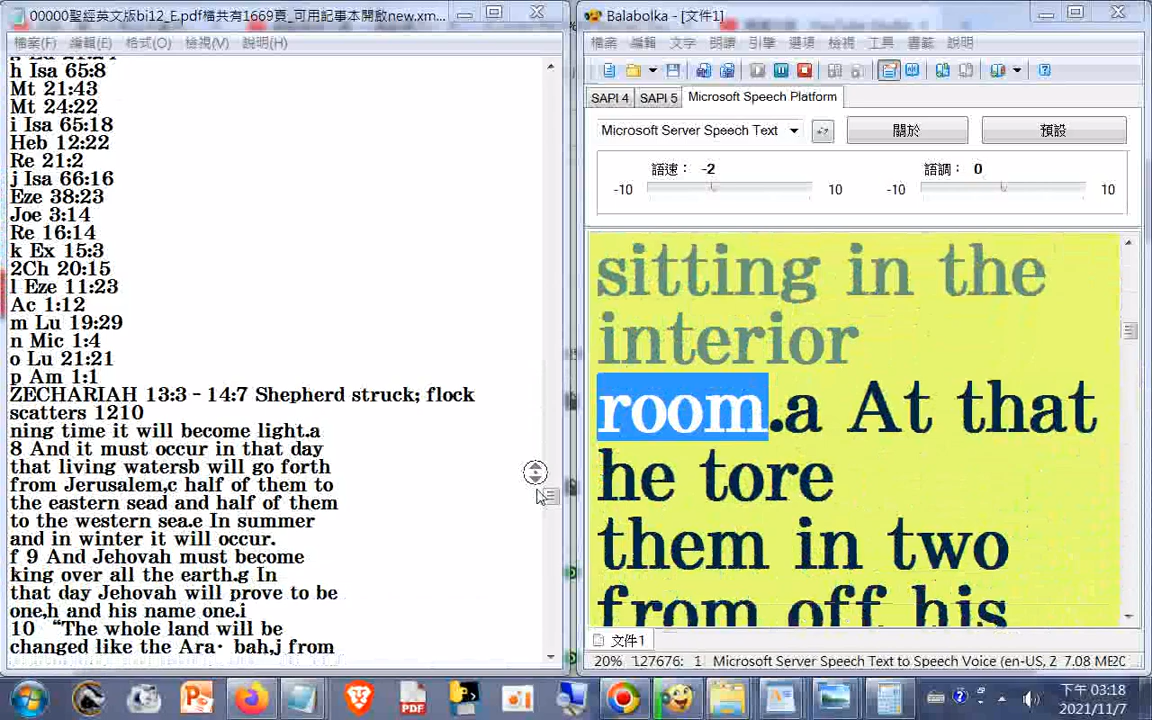 00000聖經英文版bi12_E.pdf檔共有1669頁_可用記事本開啟new.xm...
檔案(F) 編輯(E) 格式(O) 檢視(V) 說明(H)
h Isa 65:8
Mt 21:43
Mt 24:22
i Isa 65:18
Heb 12:22
Re 21:2
j Isa 66:16
Eze 38:23
Joe 3:14
Re 16:14
k Ex 15:3
2Ch 20:15
l Eze 11:23
Ac 1:12
m Lu 19:29
n Mic 1:4
o Lu 21:21
p Am 1:1
ZECHARIAH 13:3 - 14:7 Shepherd struck; flock
scatters 1210
ning time it will become light.a
8 And it must occur in that day
that living watersb will go forth
from Jerusalem,c half of them to
the eastern sead and half of them
to the western sea.e In summer
and in winter it will occur.
f 9 And Jehovah must become
king over all the earth.g In
that day Jehovah will prove to be
one,h and his name one.i
10 “The whole land will be
changed like the Ara· bah,j from
Balabolka - [文件1]
檔案 編輯 文字 朗讀 引擎 選項 檢視 工具 書籤 說明
SAPI 4 SAPI 5 Microsoft Speech Platform
Microsoft Server Speech Text 關於 預設
語速： -2 語調： 0
-10 10 -10 10
sitting in the
interior
room.a At that
he tore
them in two
from off his
文件1
20% 127676: 1 Microsoft Server Speech Text to Speech Voice (en-US, 7.08 MB
PDF
下午 03:18
2021/11/7